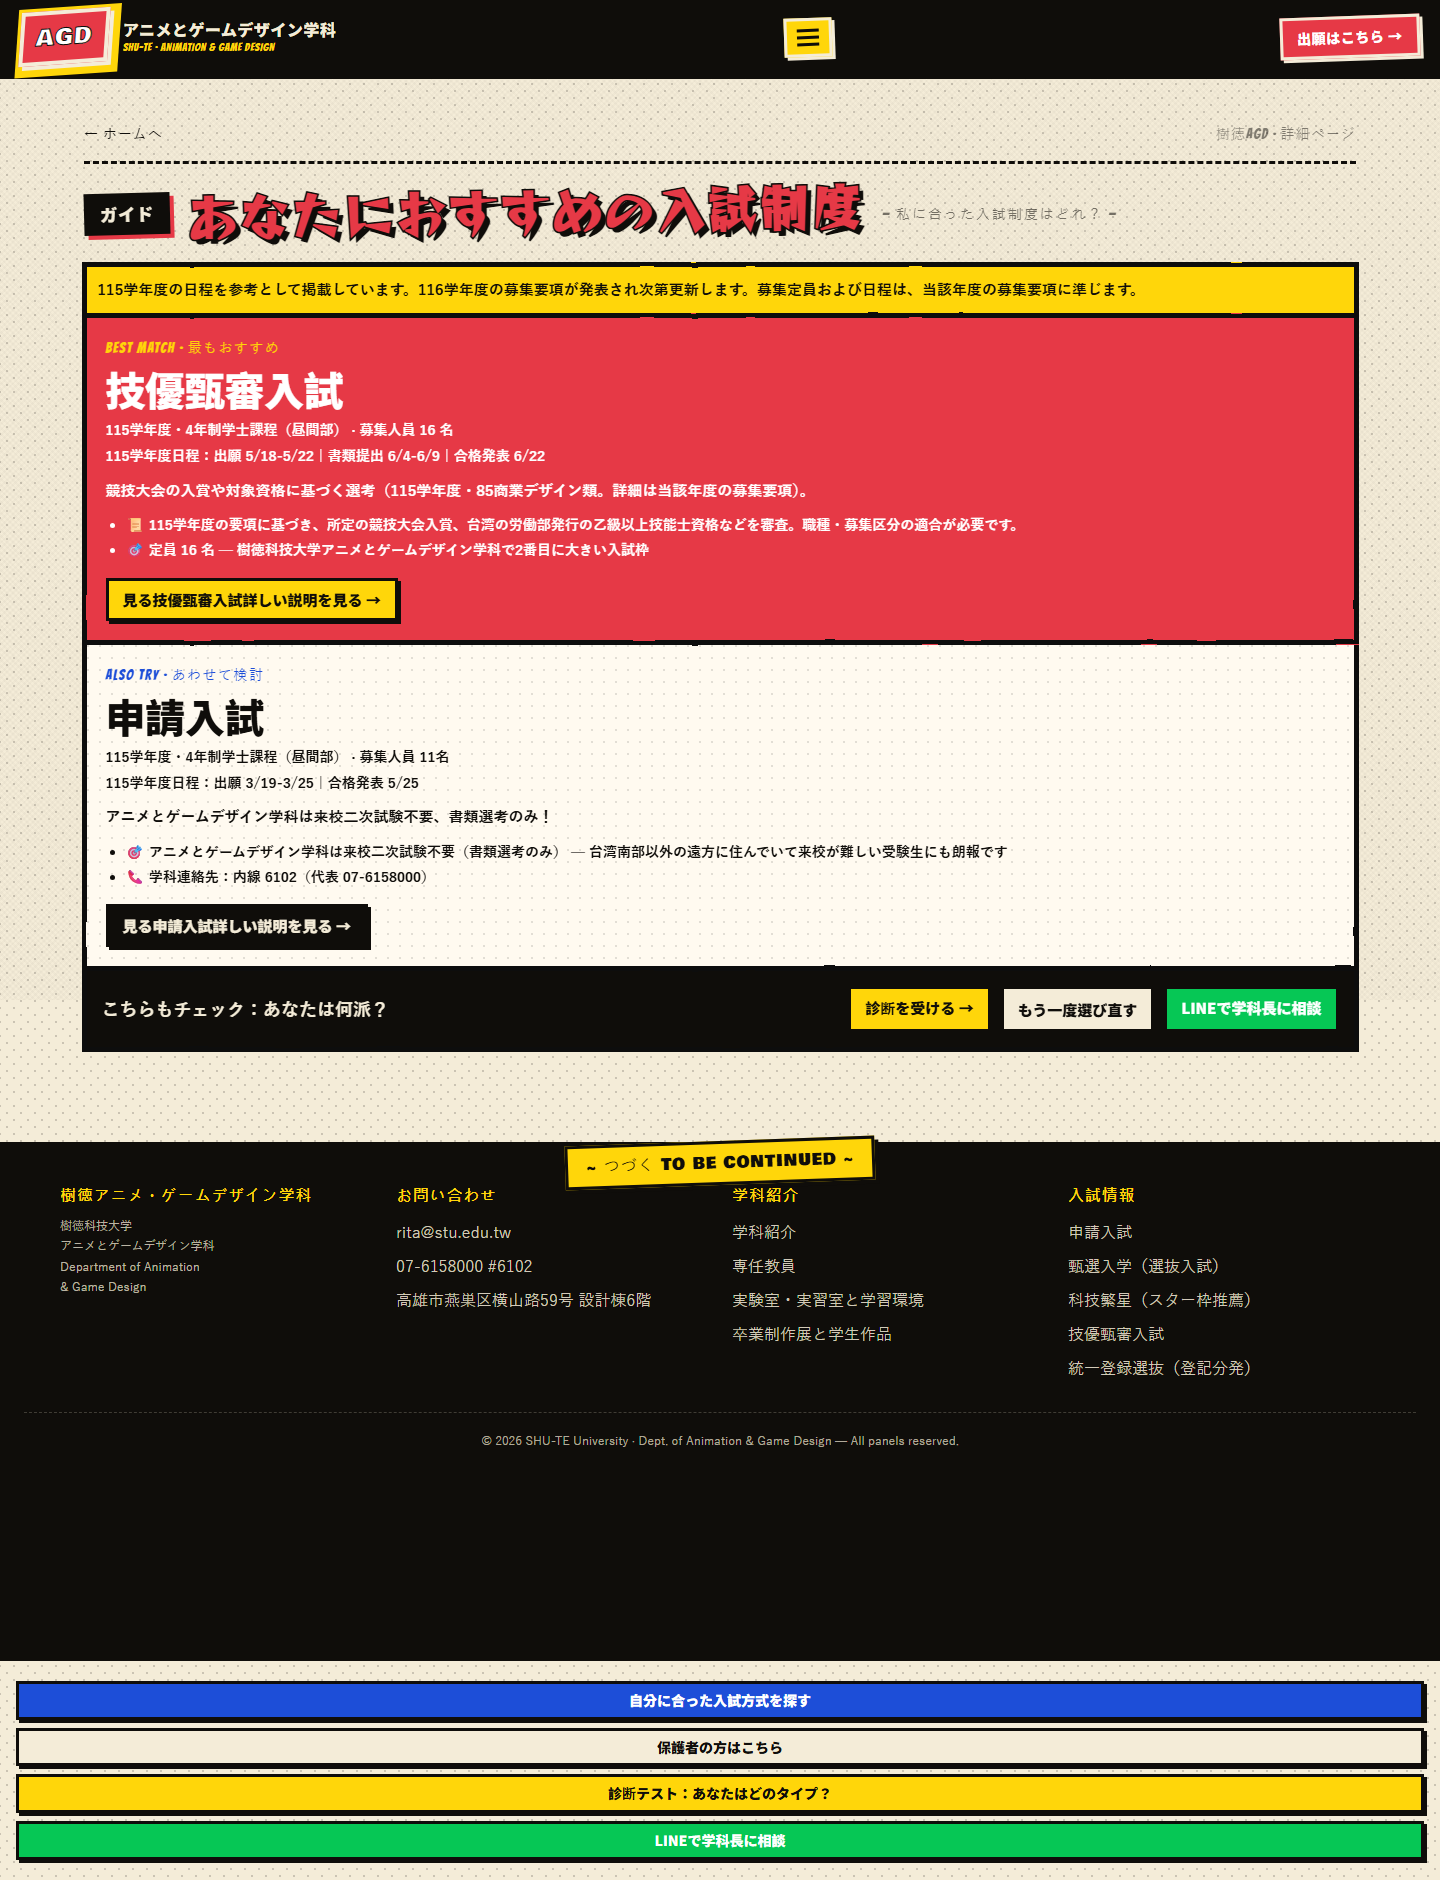 AGD
アニメとゲームデザイン学科
SHU-TE · ANIMATION & GAME DESIGN
出願はこちら →
← ホームへ
樹徳AGD · 詳細ページ
ガイド
あなたにおすすめの入試制度
– 私に合った入試制度はどれ？ –
115学年度の日程を参考として掲載しています。116学年度の募集要項が発表され次第更新します。募集定員および日程は、当該年度の募集要項に準じます。
BEST MATCH · 最もおすすめ
技優甄審入試
115学年度・4年制学士課程（昼間部） · 募集人員 16 名
115学年度日程：出願 5/18-5/22｜書類提出 6/4-6/9｜合格発表 6/22
競技大会の入賞や対象資格に基づく選考（115学年度・85商業デザイン類。詳細は当該年度の募集要項）。
• 📜 115学年度の要項に基づき、所定の競技大会入賞、台湾の労働部発行の乙級以上技能士資格などを審査。職種・募集区分の適合が必要です。
• 🎯 定員 16 名 — 樹徳科技大学アニメとゲームデザイン学科で2番目に大きい入試枠
見る技優甄審入試詳しい説明を見る →
ALSO TRY · あわせて検討
申請入試
115学年度・4年制学士課程（昼間部） · 募集人員 11名
115学年度日程：出願 3/19-3/25｜合格発表 5/25
アニメとゲームデザイン学科は来校二次試験不要、書類選考のみ！
• 🎯 アニメとゲームデザイン学科は来校二次試験不要（書類選考のみ） — 台湾南部以外の遠方に住んでいて来校が難しい受験生にも朗報です
• 📞 学科連絡先：内線 6102（代表 07-6158000）
見る申請入試詳しい説明を見る →
こちらもチェック：あなたは何派？
診断を受ける →
もう一度選び直す
LINEで学科長に相談
~ つづく TO BE CONTINUED ~
樹徳アニメ・ゲームデザイン学科
樹徳科技大学
アニメとゲームデザイン学科
Department of Animation
& Game Design
お問い合わせ
rita@stu.edu.tw
07-6158000 #6102
高雄市燕巣区横山路59号 設計棟6階
学科紹介
学科紹介
専任教員
実験室・実習室と学習環境
卒業制作展と学生作品
入試情報
申請入試
甄選入学（選抜入試）
科技繁星（スター枠推薦）
技優甄審入試
統一登録選抜（登記分発）
© 2026 SHU-TE University · Dept. of Animation & Game Design — All panels reserved.
自分に合った入試方式を探す
保護者の方はこちら
診断テスト：あなたはどのタイプ？
LINEで学科長に相談